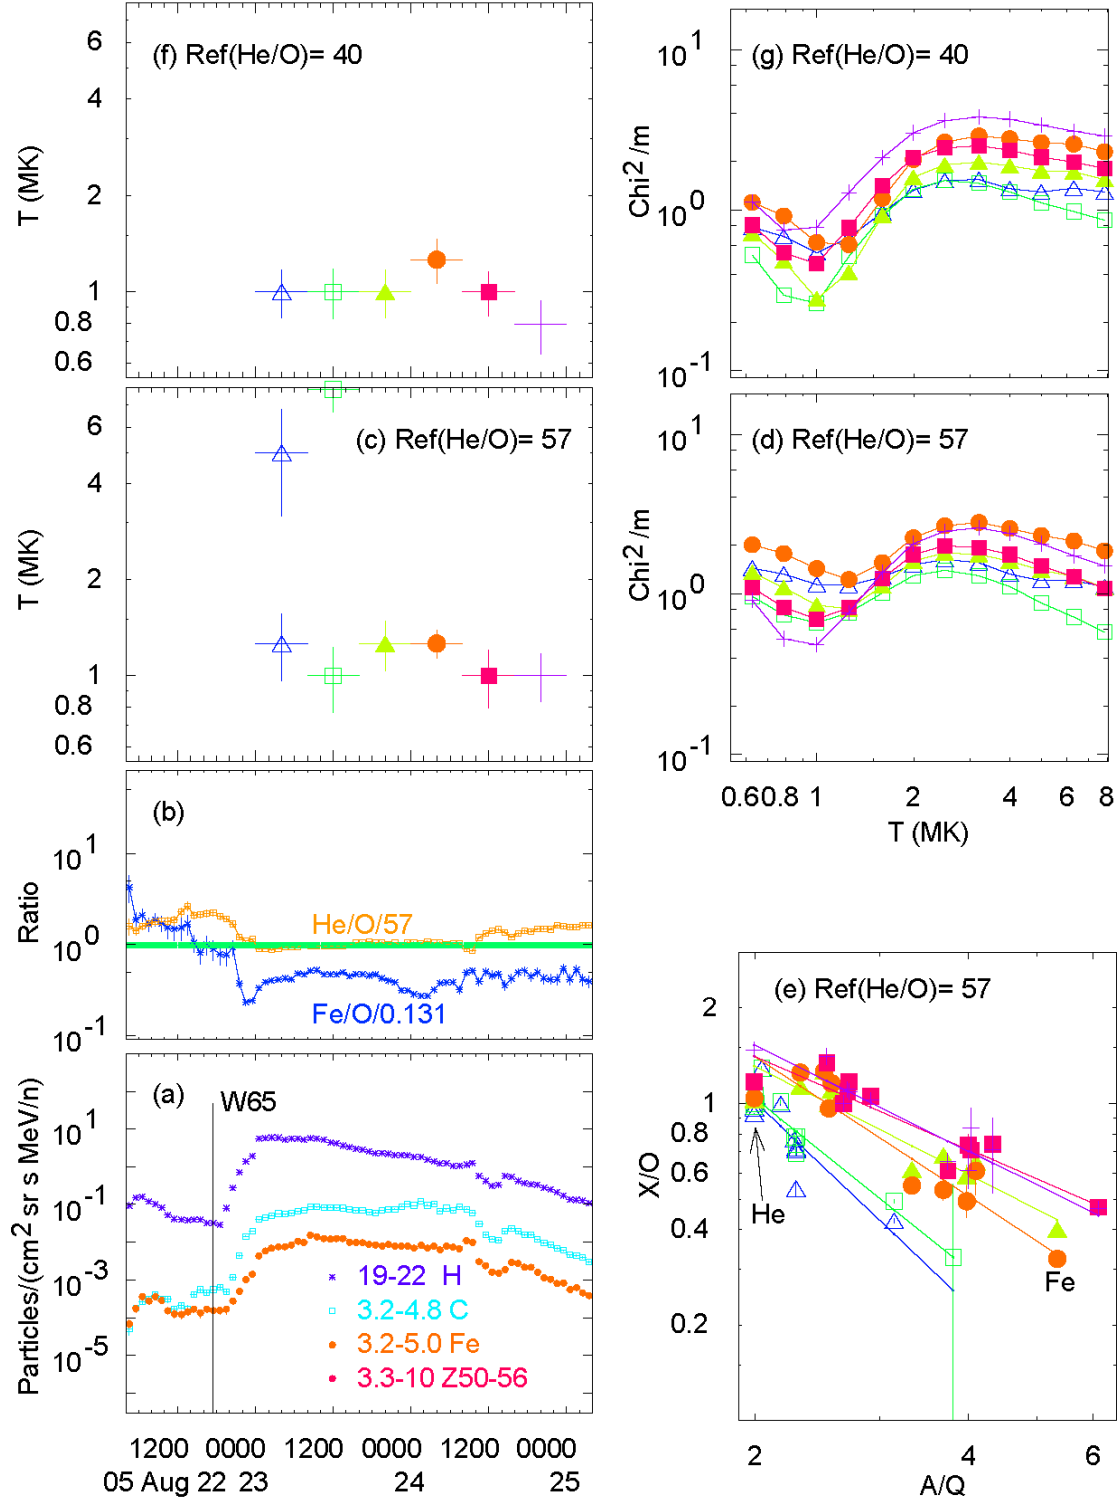 (f) Ref(He/O)= 40
T (MK)
6
4
2
1
0.8
0.6
(c) Ref(He/O)= 57
T (MK)
6
4
2
1
0.8
0.6
(b)
Ratio
10^1
10^0
10^-1
He/O/57
Fe/O/0.131
(a)
W65
Particles/(cm^2 sr s MeV/n)
10^1
10^-1
10^-3
10^-5
19-22 H
3.2-4.8 C
3.2-5.0 Fe
3.3-10 Z50-56
1200 0000 1200 0000 1200 0000
05 Aug 22 23 24 25
(g) Ref(He/O)= 40
Chi^2 /m
10^1
10^0
10^-1
(d) Ref(He/O)= 57
Chi^2 /m
10^1
10^0
10^-1
0.6 0.8 1 2 4 6 8
T (MK)
(e) Ref(He/O)= 57
X/O
2
1
0.8
0.6
0.4
0.2
He
Fe
2 4 6
A/Q